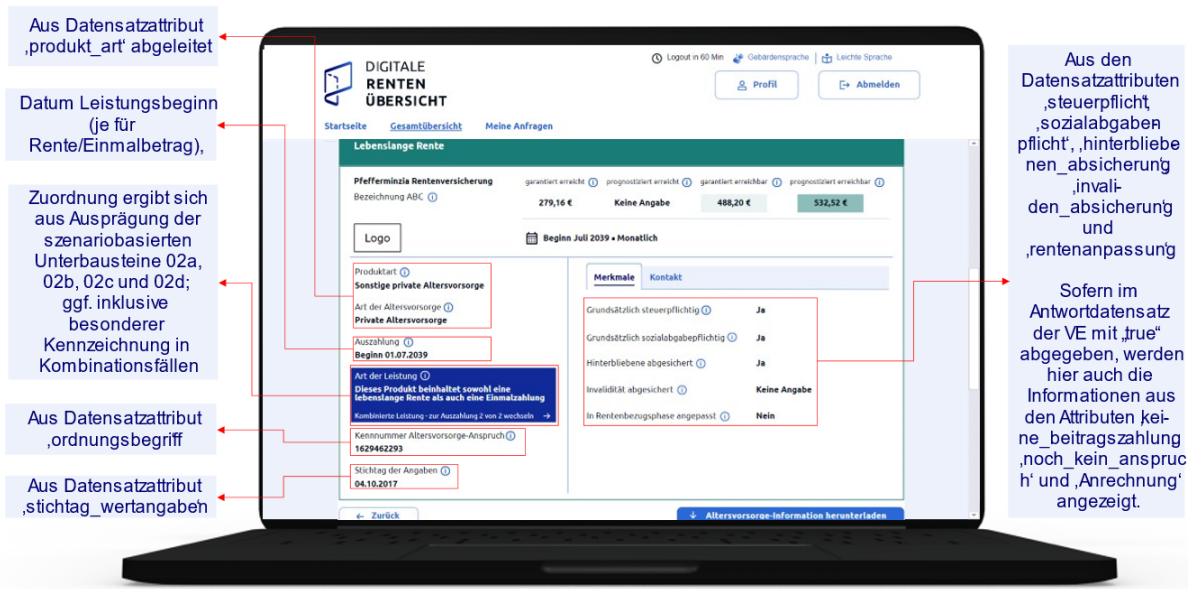 Aus Datensatzattribut
‚produkt_art‘ abgeleitet
Datum Leistungsbeginn
(je für
Rente/Einmalbetrag),
Zuordnung ergibt sich
aus Ausprägung der
szenariobasierten
Unterbausteine 02a,
02b, 02c und 02d;
ggf. inklusive
besonderer
Kennzeichnung in
Kombinationsfällen
Aus Datensatzattribut
‚ordnungsbegriff
Aus Datensatzattribut
‚stichtag_wertangaben
Logout in 60 Min Gebärdensprache Leichte Sprache
DIGITALE
RENTEN
ÜBERSICHT
Profil
Abmelden
Startseite Gesamtübersicht Meine Anfragen
Lebenslange Rente
Pfefferminzia Rentenversicherung
Bezeichnung ABC
garantiert erreicht prognostiziert erreicht garantiert erreichbar prognostiziert erreichbar
279,16 € Keine Angabe 488,20 € 532,52 €
Logo
Beginn Juli 2039 • Monatlich
Produktart
Sonstige private Altersvorsorge
Art der Altersvorsorge
Private Altersvorsorge
Auszahlung
Beginn 01.07.2039
Art der Leistung
Dieses Produkt beinhaltet sowohl eine
lebenslange Rente als auch eine Einmalzahlung
Kombinierte Leistung - zur Auszahlung 2 von 2 wechseln →
Kennnummer Altersvorsorge-Anspruch
1629462293
Stichtag der Angaben
04.10.2017
Merkmale Kontakt
Grundsätzlich steuerpflichtig Ja
Grundsätzlich sozialabgabepflichtig Ja
Hinterbliebene abgesichert Ja
Invalidität abgesichert Keine Angabe
In Rentenbezugsphase angepasst Nein
← Zurück
↓ Altersvorsorge-Information herunterladen
Aus den
Datensatzattributen
‚steuerpflicht‘,
‚sozialabgaben
pflicht‘, ‚hinterbliebe
nen_absicherung‘,
‚invali-
den_absicherung
und
‚rentenanpassung
Sofern im
Antwortdatensatz
der VE mit „true“
abgegeben, werden
hier auch die
Informationen aus
den Attributen ‚kei-
ne_beitragszahlung
‚noch_kein_anspruc
h‘ und ‚Anrechnung‘
angezeigt.